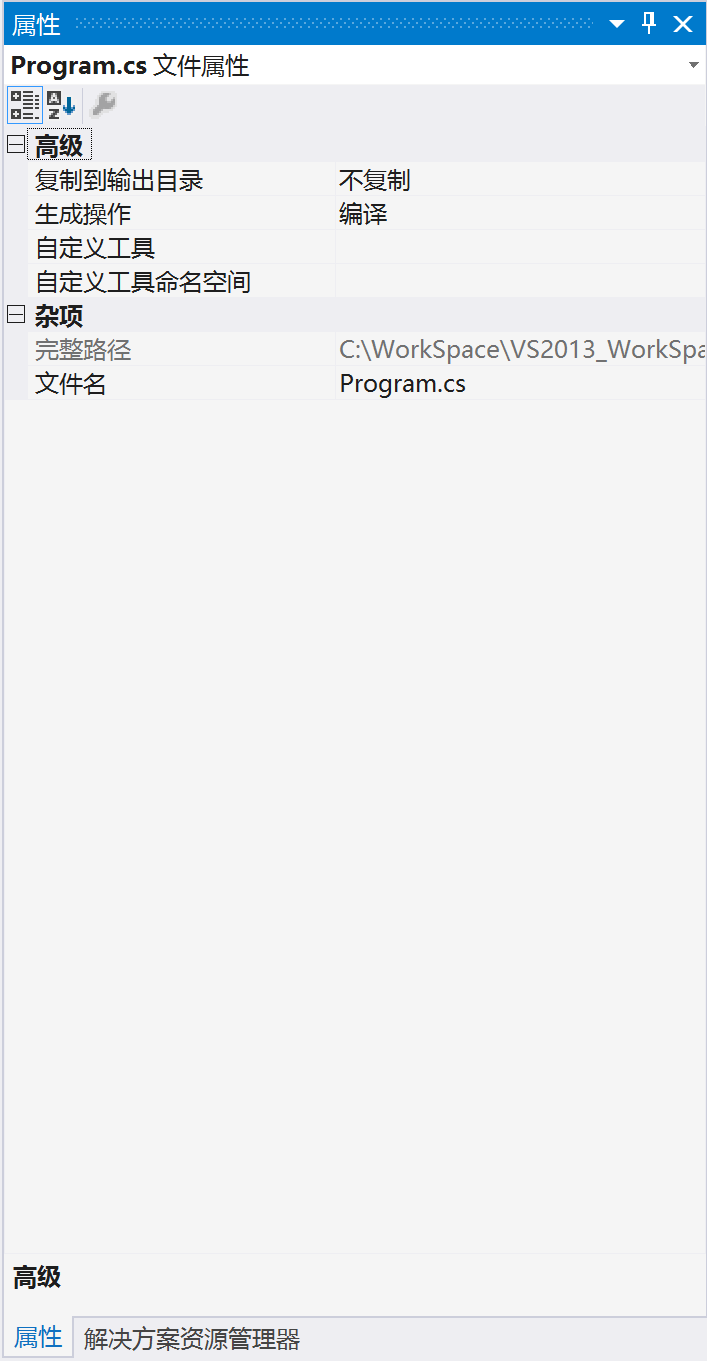 属性
Program.cs 文件属性
高级
复制到输出目录 不复制
生成操作 编译
自定义工具
自定义工具命名空间
杂项
完整路径 C:\WorkSpace\VS2013_WorkSpa
文件名 Program.cs
高级
属性 解决方案资源管理器